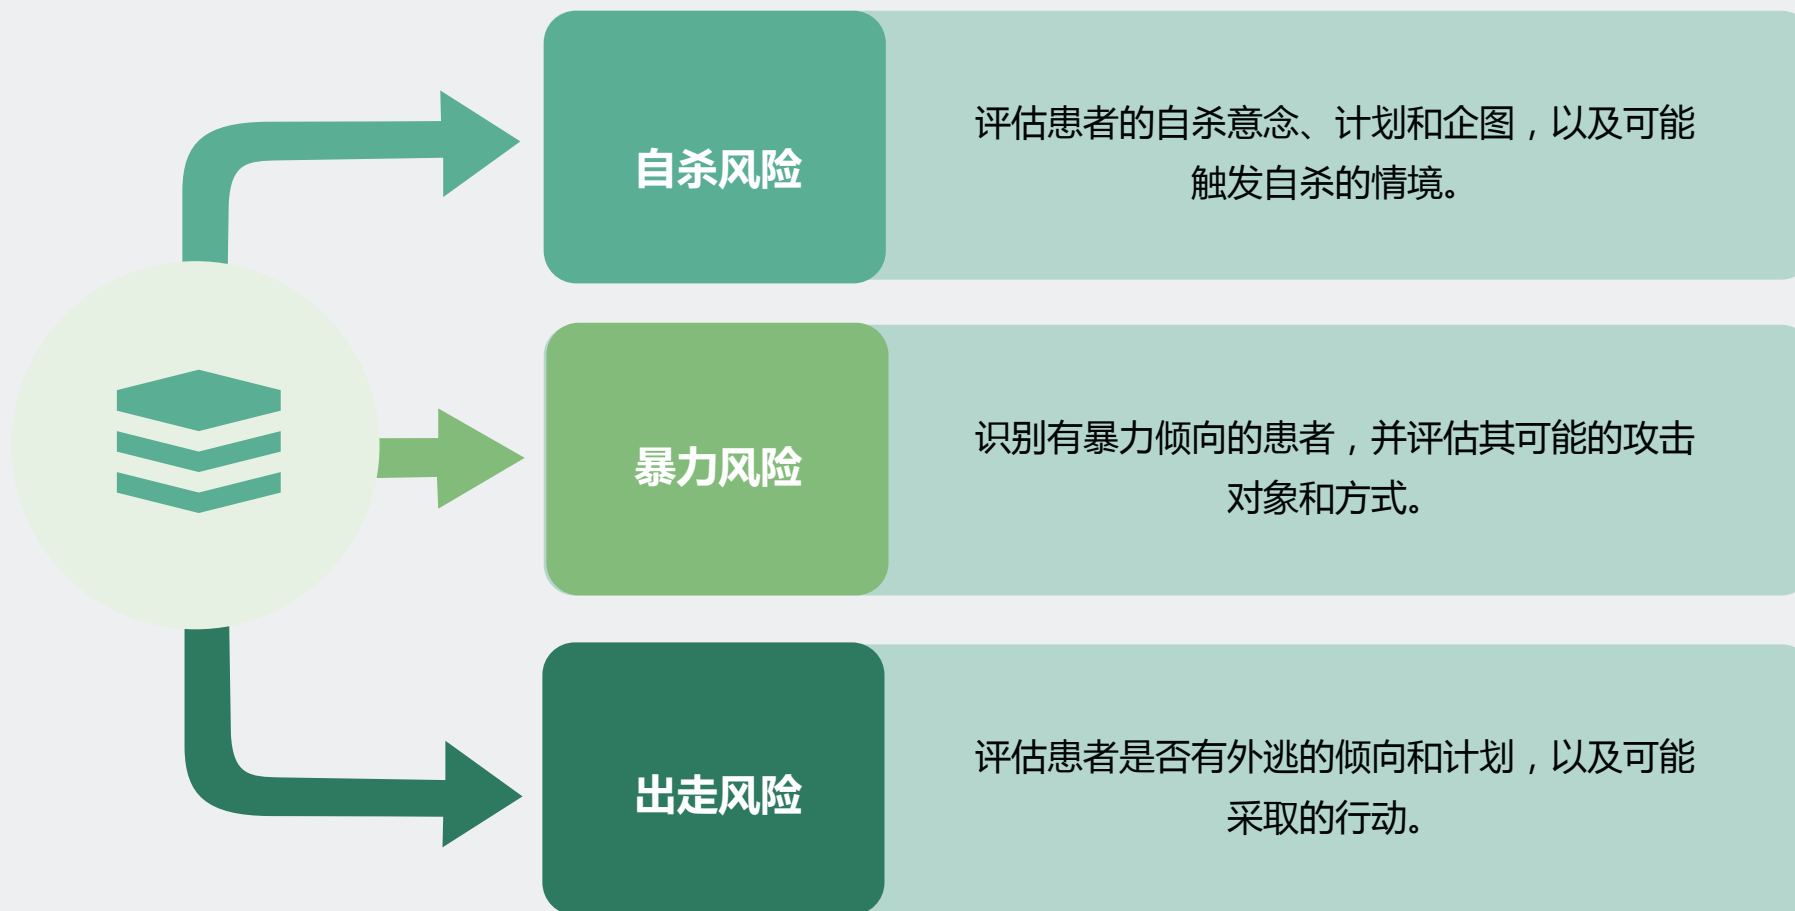 自杀风险
评估患者的自杀意念、计划和企图，以及可能
触发自杀的情境。
暴力风险
识别有暴力倾向的患者，并评估其可能的攻击
对象和方式。
出走风险
评估患者是否有外逃的倾向和计划，以及可能
采取的行动。